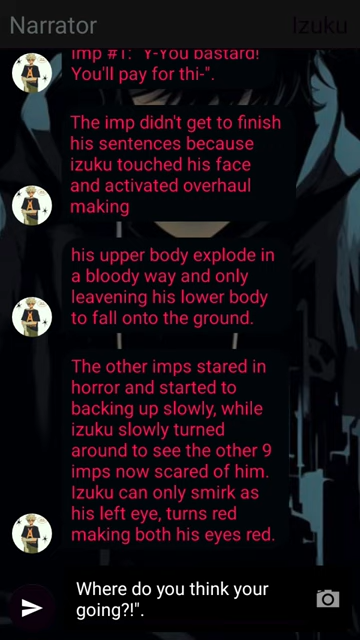 Narrator
Izuku
Imp #1: "Y-You bastard!
You'll pay for thi-".
The imp didn't get to finish
his sentences because
izuku touched his face
and activated overhaul
making
his upper body explode in
a bloody way and only
leavening his lower body
to fall onto the ground.
The other imps stared in
horror and started to
backing up slowly, while
izuku slowly turned
around to see the other 9
imps now scared of him.
Izuku can only smirk as
his left eye, turns red
making both his eyes red.
Where do you think your
going?!".